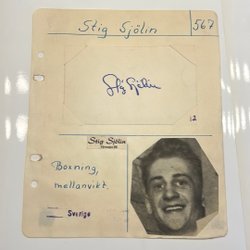 Stig Sjölin
567
Stig Sjölin
12
Stig Sjölin
Boxning,
mellanvikt.
Sverige